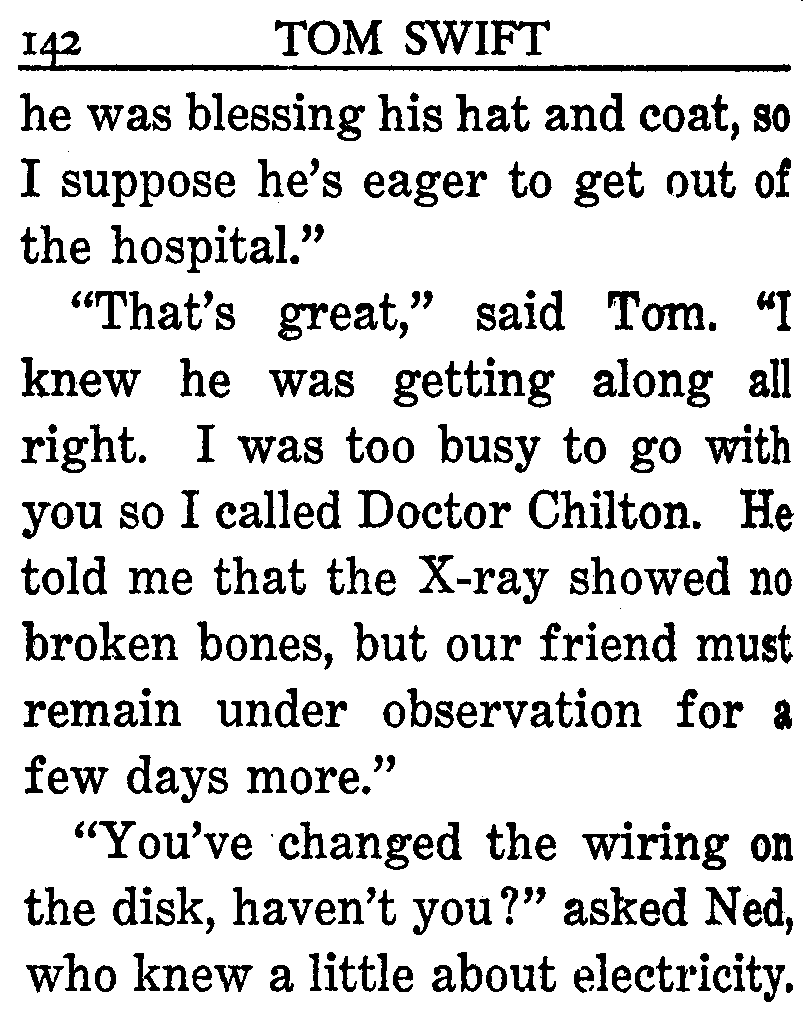 142 TOM SWIFT
he was blessing his hat and coat, so
I suppose he's eager to get out of
the hospital."
"That's great," said Tom. "I
knew he was getting along all
right. I was too busy to go with
you so I called Doctor Chilton. He
told me that the X-ray showed no
broken bones, but our friend must
remain under observation for a
few days more."
"You've changed the wiring on
the disk, haven't you?" asked Ned,
who knew a little about electricity.